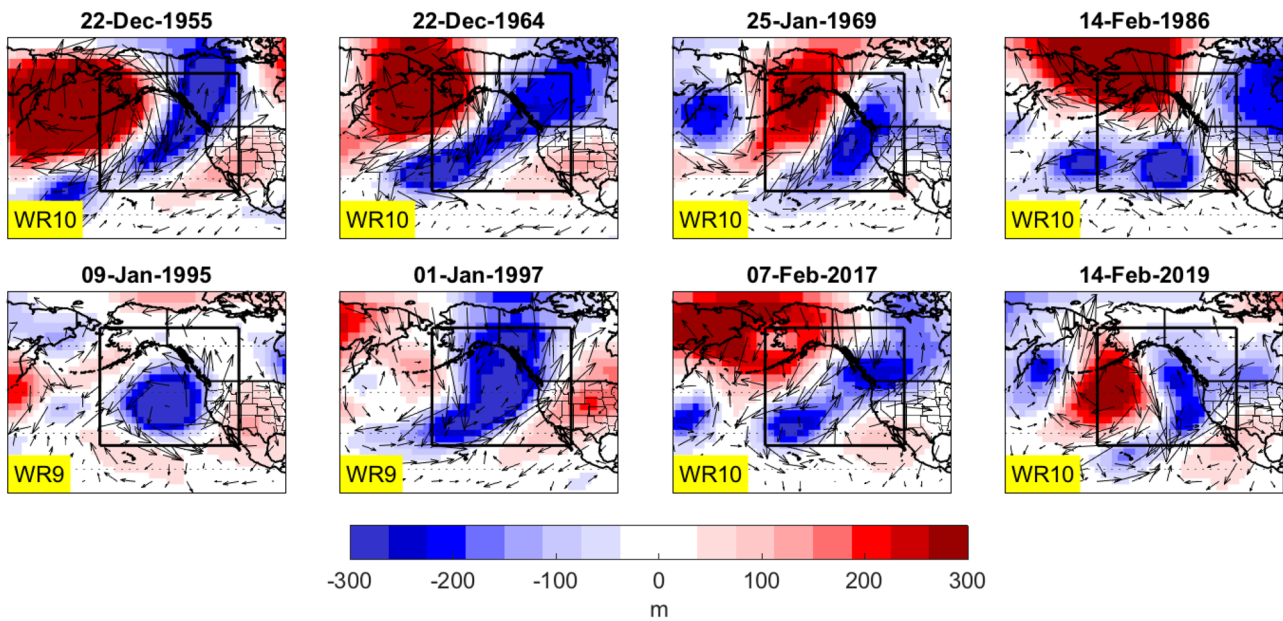 22-Dec-1955 22-Dec-1964 25-Jan-1969 14-Feb-1986
WR10 WR10 WR10 WR10
09-Jan-1995 01-Jan-1997 07-Feb-2017 14-Feb-2019
WR9 WR9 WR10 WR10
-300 -200 -100 0 100 200 300
m